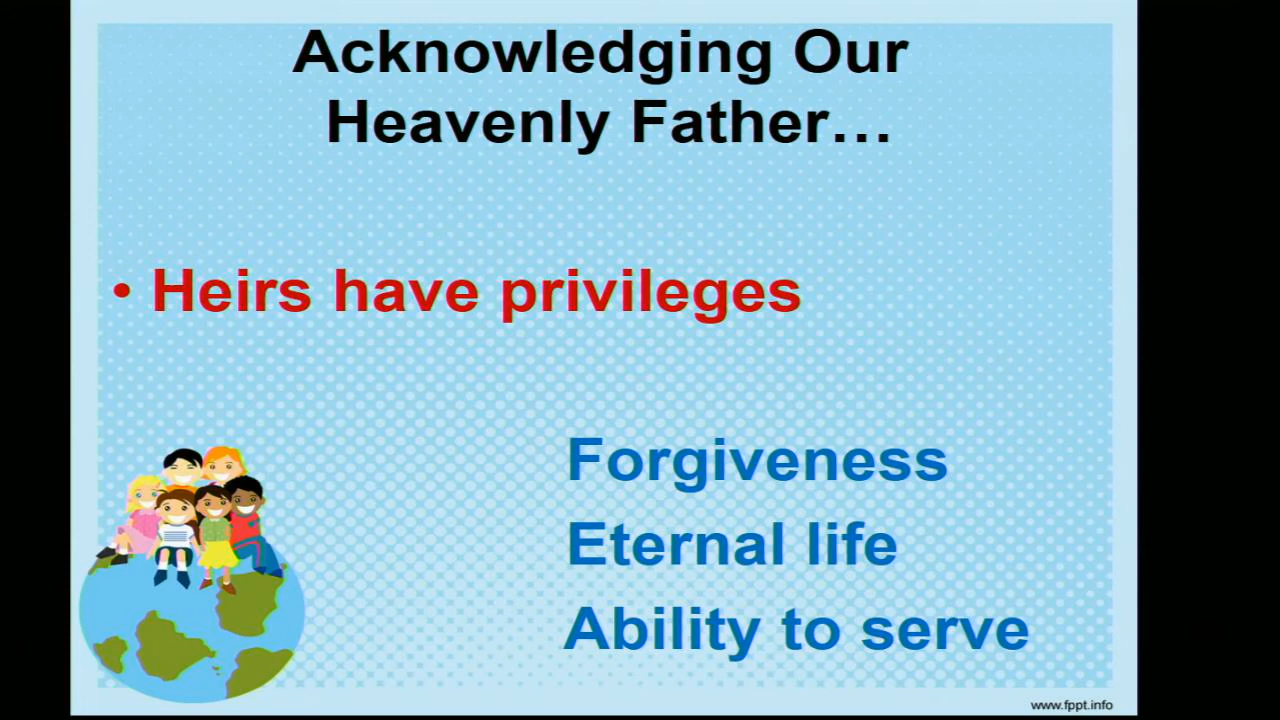 Acknowledging Our
Heavenly Father…
• Heirs have privileges
Forgiveness
Eternal life
Ability to serve
www.fppt.info